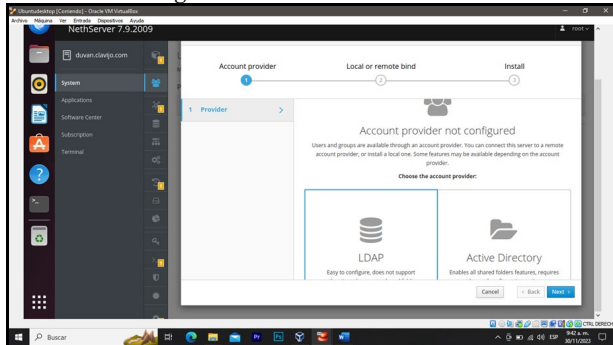 Ubuntudesktop [Corriendo] - Oracle VM VirtualBox
Archivo Máquina Ver Entrada Dispositivos Ayuda
NethServer 7.9.2009
root
duvan.clavijo.com
System
Applications
Software Center
Subscription
Terminal
Account provider
Local or remote bind
Install
1
2
3
1 Provider
Account provider not configured
Users and groups are available through an account provider. You can connect this server to a remote
account provider, or install a local one. Some features may be available depending on the account
provider.
Choose the account provider:
LDAP
Easy to configure, does not support
Active Directory
Enables all shared folders features, requires
Cancel
< Back
Next >
CTRL DERECH
Buscar
ESP
9:42 a. m.
30/11/2023